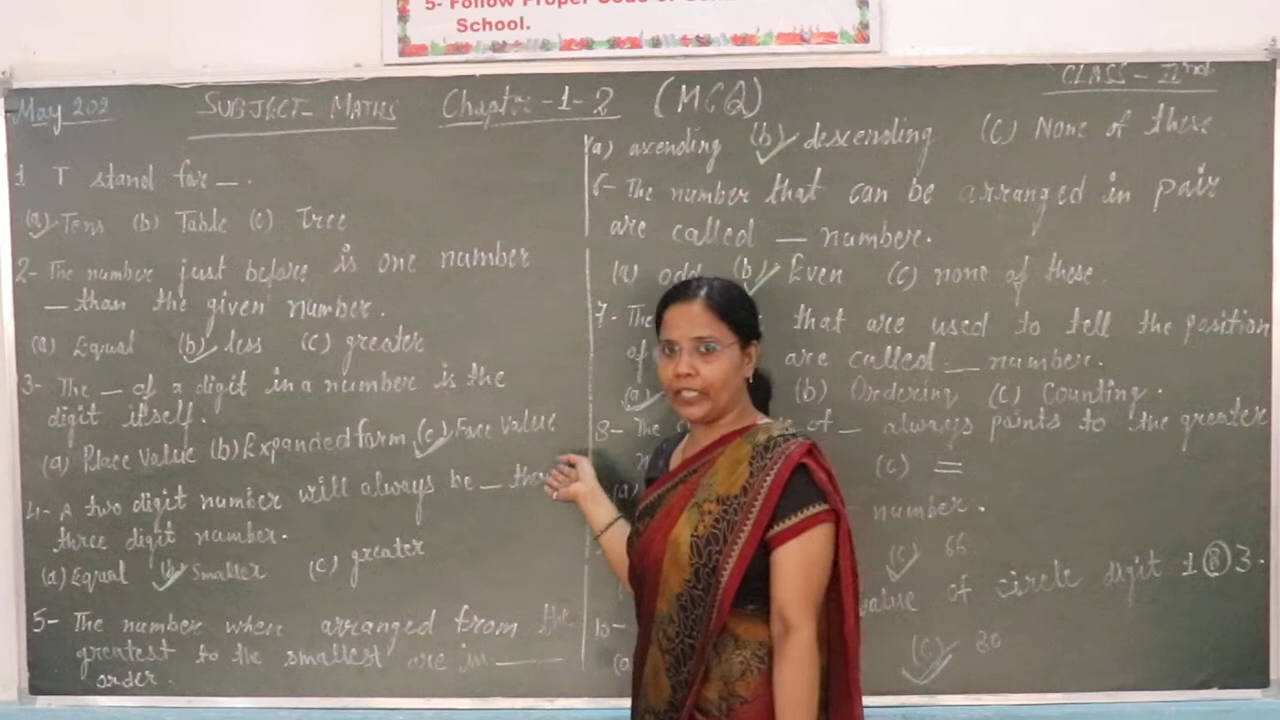 5- Follow Proper Code of
School.
CLASS - IInd
May 202
SUBJECT- MATHS Chapter-1-2 (MCQ)
1 T stand for _.
(a) Tens (b) Table (c) Tree
2- The number just before is one number
_ than the given number.
(a) Equal (b) less (c) greater
3- The _ of a digit in a number is the
digit itself.
(a) Place Value (b) Expanded form (c) Face Value
4- A two digit number will always be _ than
three digit number.
(a) Equal (b) Smaller (c) greater
5- The number when arranged from the
greatest to the smallest are in ____
order.
(a) ascending (b) descending (c) None of these
6- The number that can be arranged in pair
are called _ number.
(a) odd (b) Even (c) none of these.
7- The that are used to tell the position
of are called _ number.
(a) (b) Ordering (c) Counting.
8- The of _ always points to the greater
(a) (c) =
number.
(c) 66
10- value of circle digit 1 8 3.
(a) (c) 80